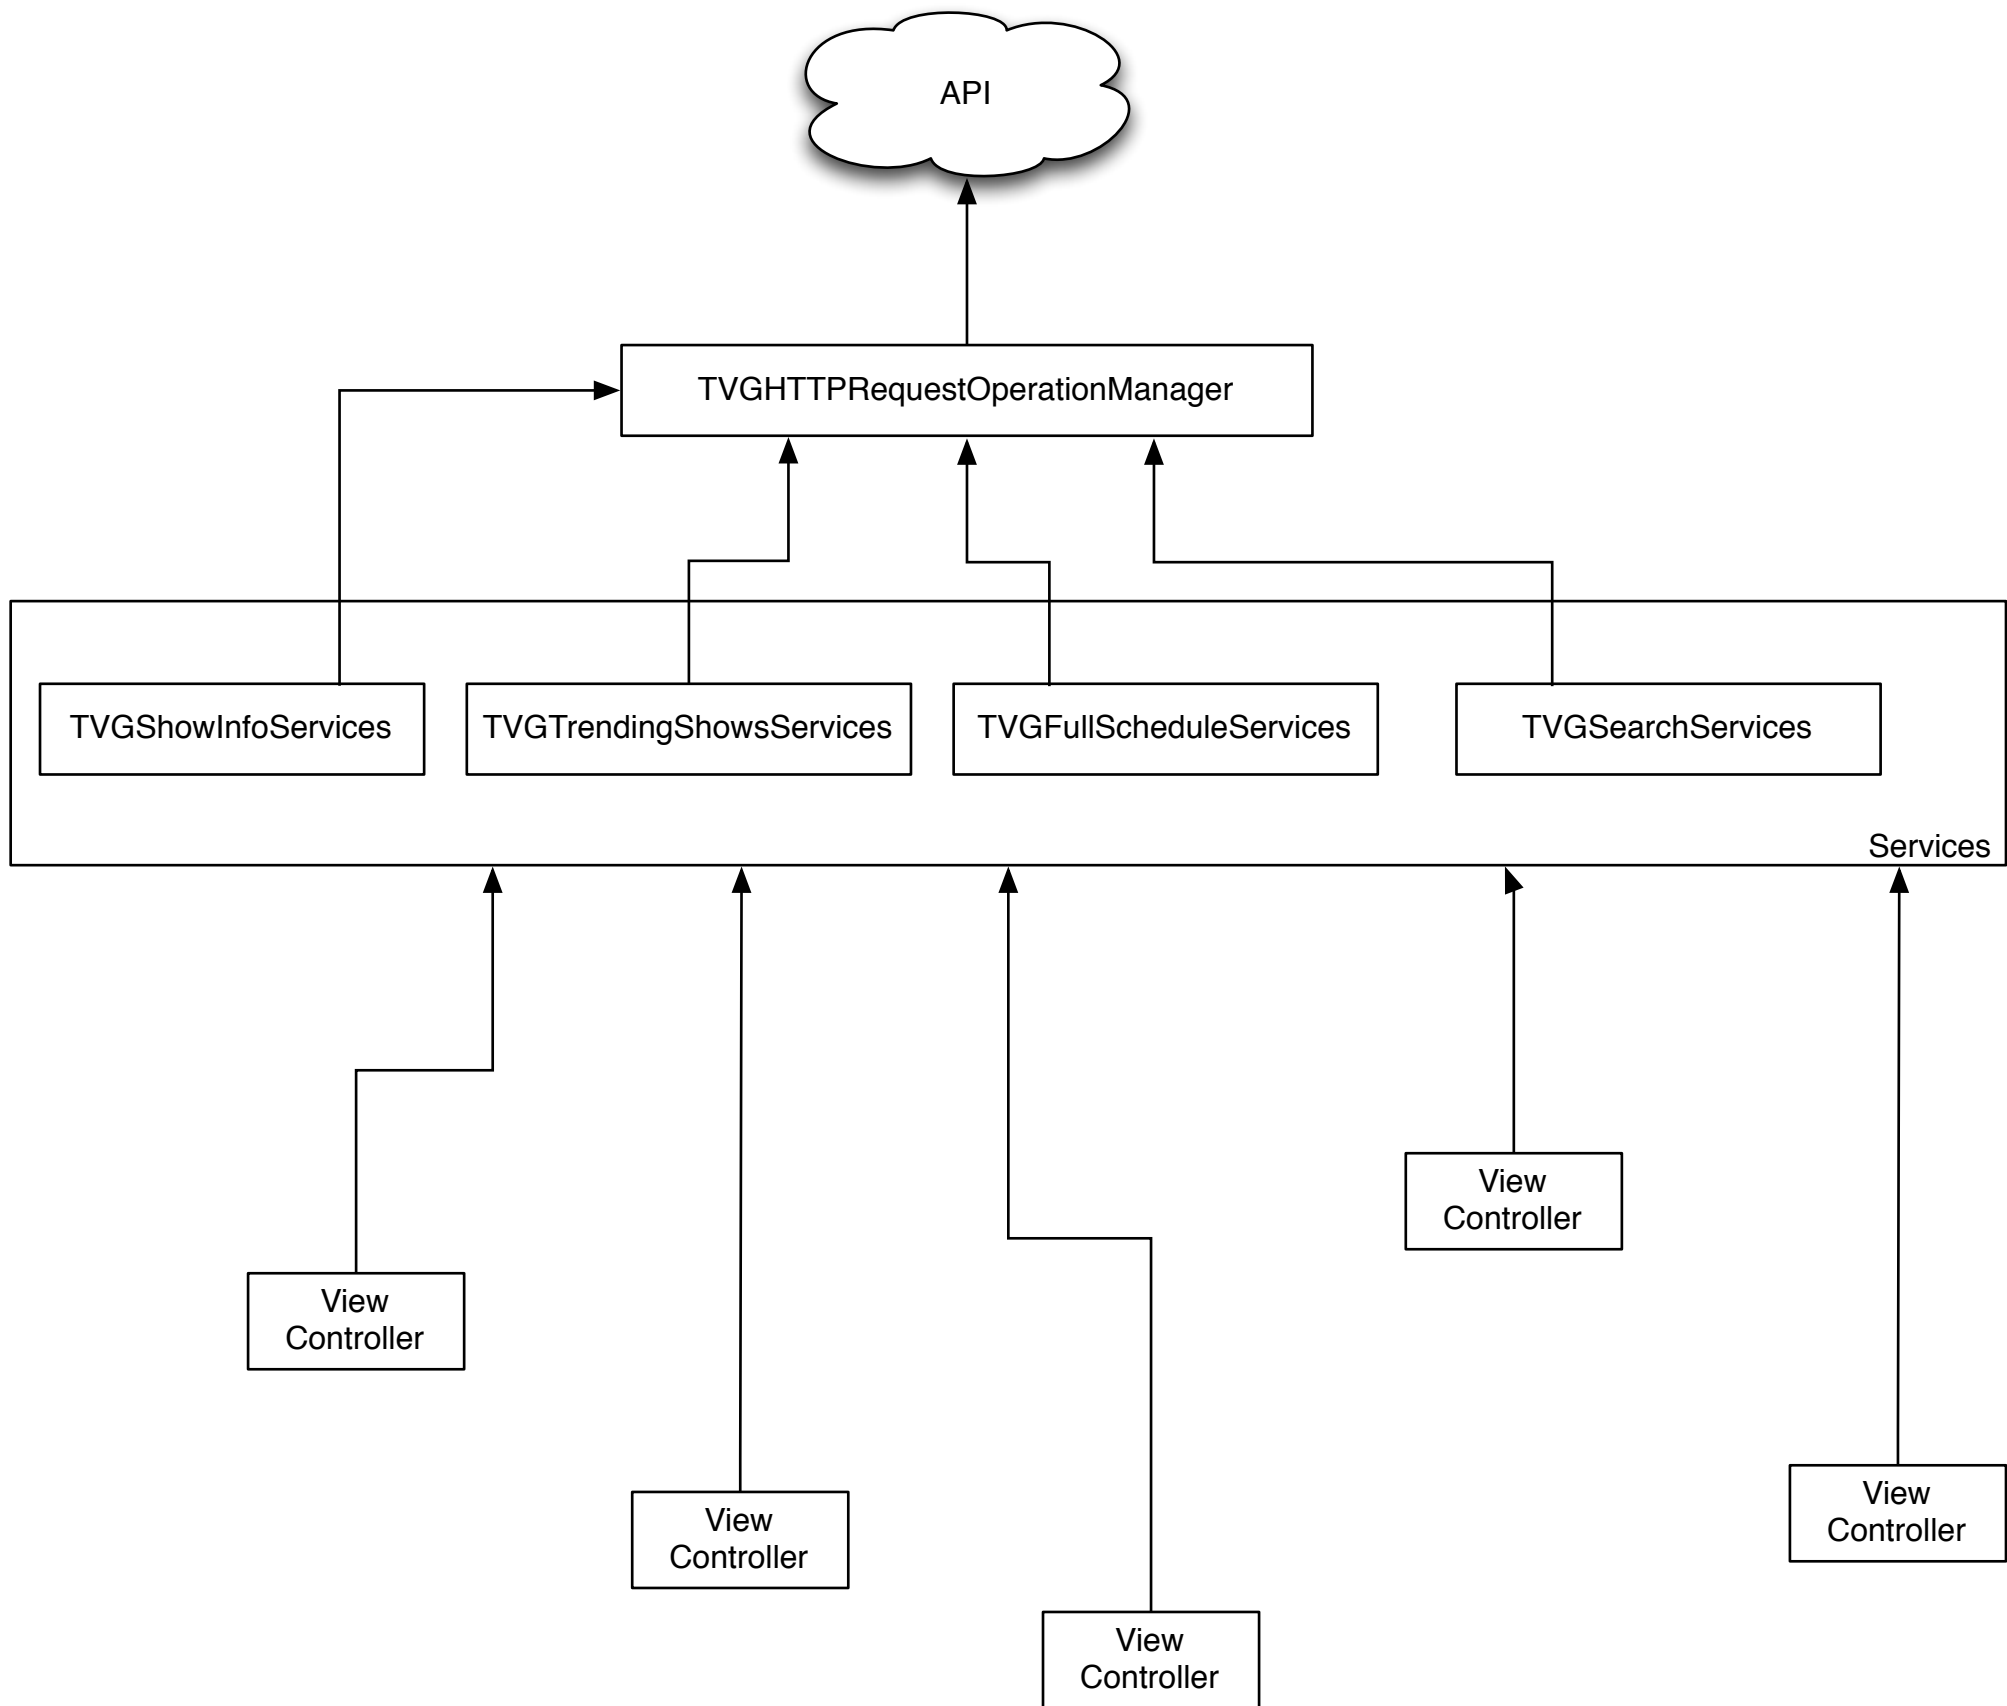 API
TVGHTTPRequestOperationManager
TVGShowInfoServices
TVGTrendingShowsServices
TVGFullScheduleServices
TVGSearchServices
Services
View
Controller
View
Controller
View
Controller
View
Controller
View
Controller